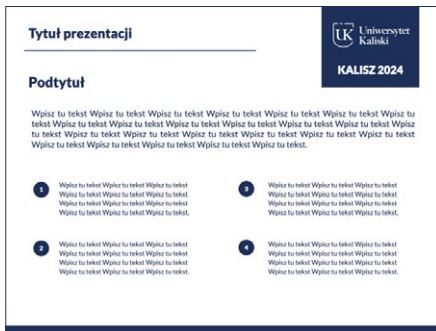 Tytuł prezentacji
UK Uniwersytet
Kaliski
KALISZ 2024
Podtytuł
Wpisz tu tekst Wpisz tu tekst Wpisz tu tekst Wpisz tu tekst Wpisz tu tekst Wpisz tu
tekst Wpisz tu tekst Wpisz tu tekst Wpisz tu tekst Wpisz tu tekst Wpisz tu tekst Wpisz
tu tekst Wpisz tu tekst Wpisz tu tekst Wpisz tu tekst Wpisz tu tekst Wpisz tu tekst
Wpisz tu tekst Wpisz tu tekst Wpisz tu tekst Wpisz tu tekst Wpisz tu tekst.
1
Wpisz tu tekst Wpisz tu tekst Wpisz tu tekst
Wpisz tu tekst Wpisz tu tekst Wpisz tu tekst
Wpisz tu tekst Wpisz tu tekst Wpisz tu tekst
Wpisz tu tekst Wpisz tu tekst Wpisz tu tekst.
2
Wpisz tu tekst Wpisz tu tekst Wpisz tu tekst
Wpisz tu tekst Wpisz tu tekst Wpisz tu tekst
Wpisz tu tekst Wpisz tu tekst Wpisz tu tekst
Wpisz tu tekst Wpisz tu tekst Wpisz tu tekst.
3
Wpisz tu tekst Wpisz tu tekst Wpisz tu tekst
Wpisz tu tekst Wpisz tu tekst Wpisz tu tekst
Wpisz tu tekst Wpisz tu tekst Wpisz tu tekst
Wpisz tu tekst Wpisz tu tekst Wpisz tu tekst.
4
Wpisz tu tekst Wpisz tu tekst Wpisz tu tekst
Wpisz tu tekst Wpisz tu tekst Wpisz tu tekst
Wpisz tu tekst Wpisz tu tekst Wpisz tu tekst
Wpisz tu tekst Wpisz tu tekst Wpisz tu tekst.